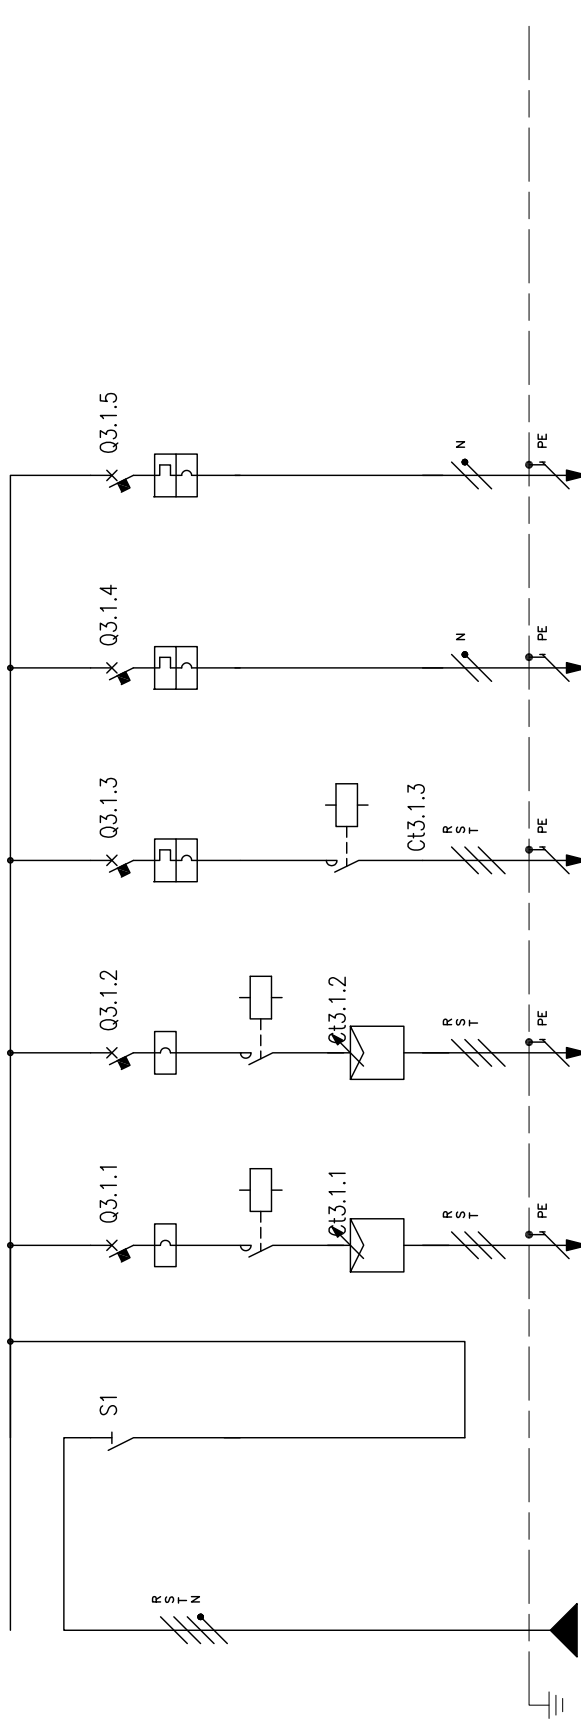 Q3.1.5
N
PE
Q3.1.4
N
PE
Q3.1.3
Ct3.1.3
R S T
PE
Q3.1.2
Ct3.1.2
R S T
PE
Q3.1.1
Ct3.1.1
R S T
PE
S1
R S T N